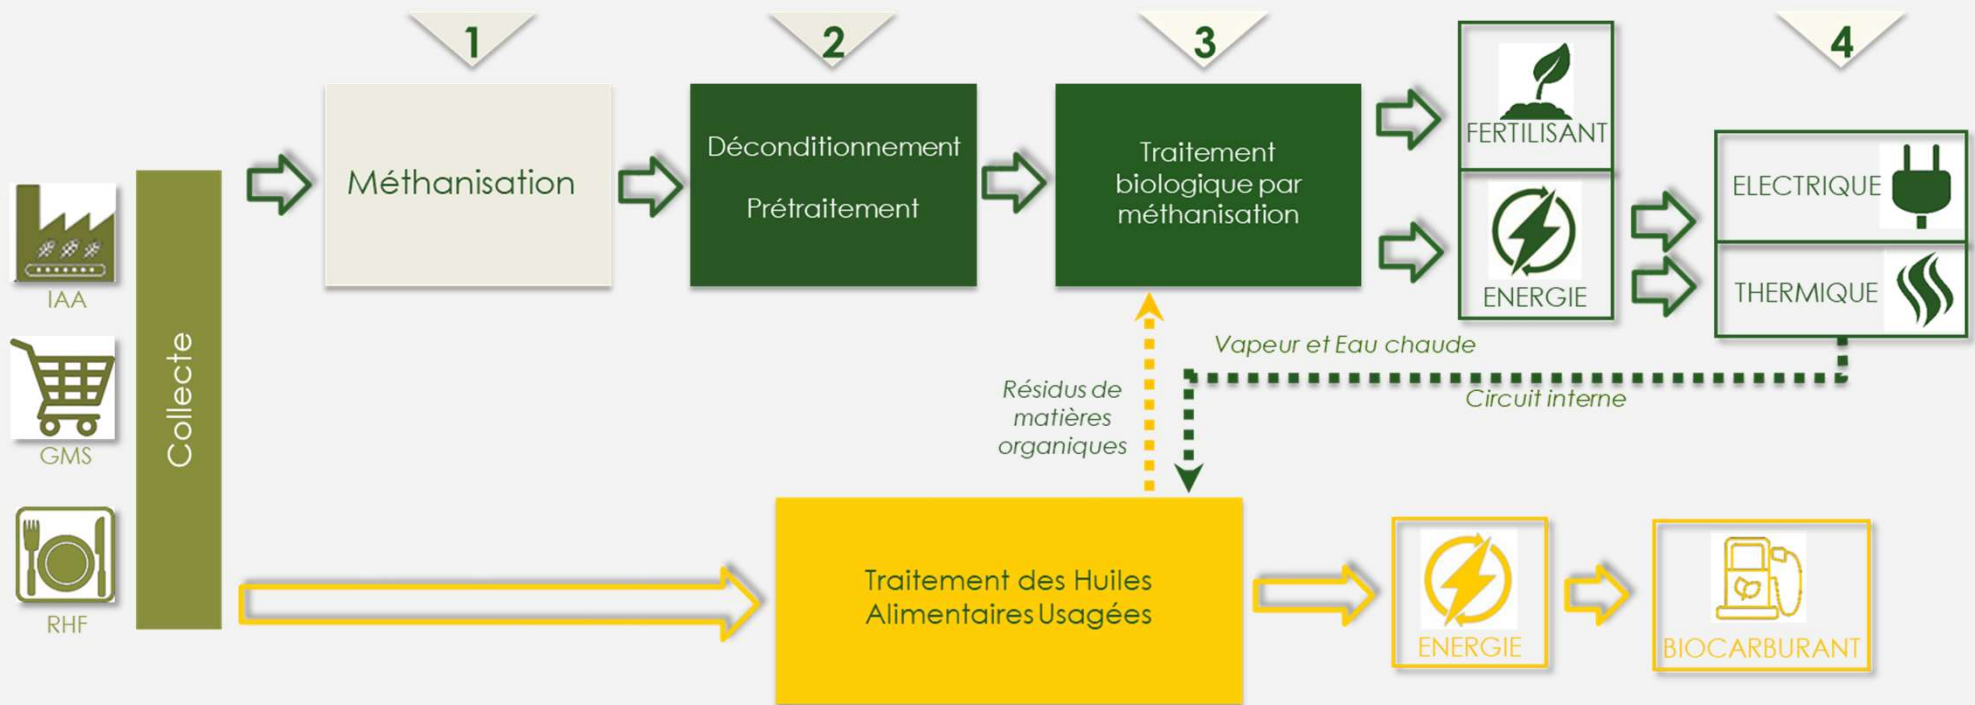 1
2
3
4
IAA
GMS
RHF
Collecte
Méthanisation
Déconditionnement
Prétraitement
Traitement
biologique par
méthanisation
FERTILISANT
ENERGIE
ELECTRIQUE
THERMIQUE
Vapeur et Eau chaude
Circuit interne
Résidus de
matières
organiques
Traitement des Huiles
Alimentaires Usagées
ENERGIE
BIOCARBURANT